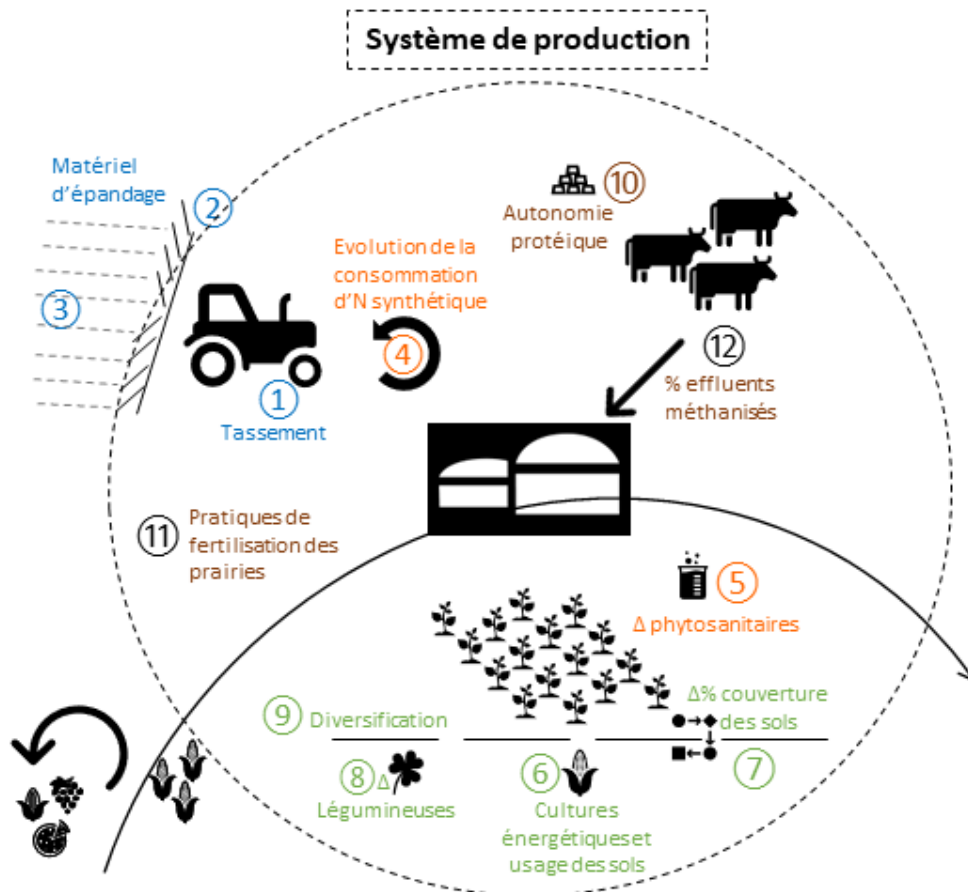 Système de production
Matériel
d'épandage
②
③
Evolution de la
consommation
d'N synthétique
④
①
Tassement
⑩
Autonomie
protéique
⑫
% effluents
méthanisés
⑪
Pratiques de
fertilisation des
prairies
⑤
Δ phytosanitaires
⑨ Diversification
Δ% couverture
des sols
⑦
⑧ Δ
Légumineuses
⑥
Cultures
énergétiques et
usage des sols